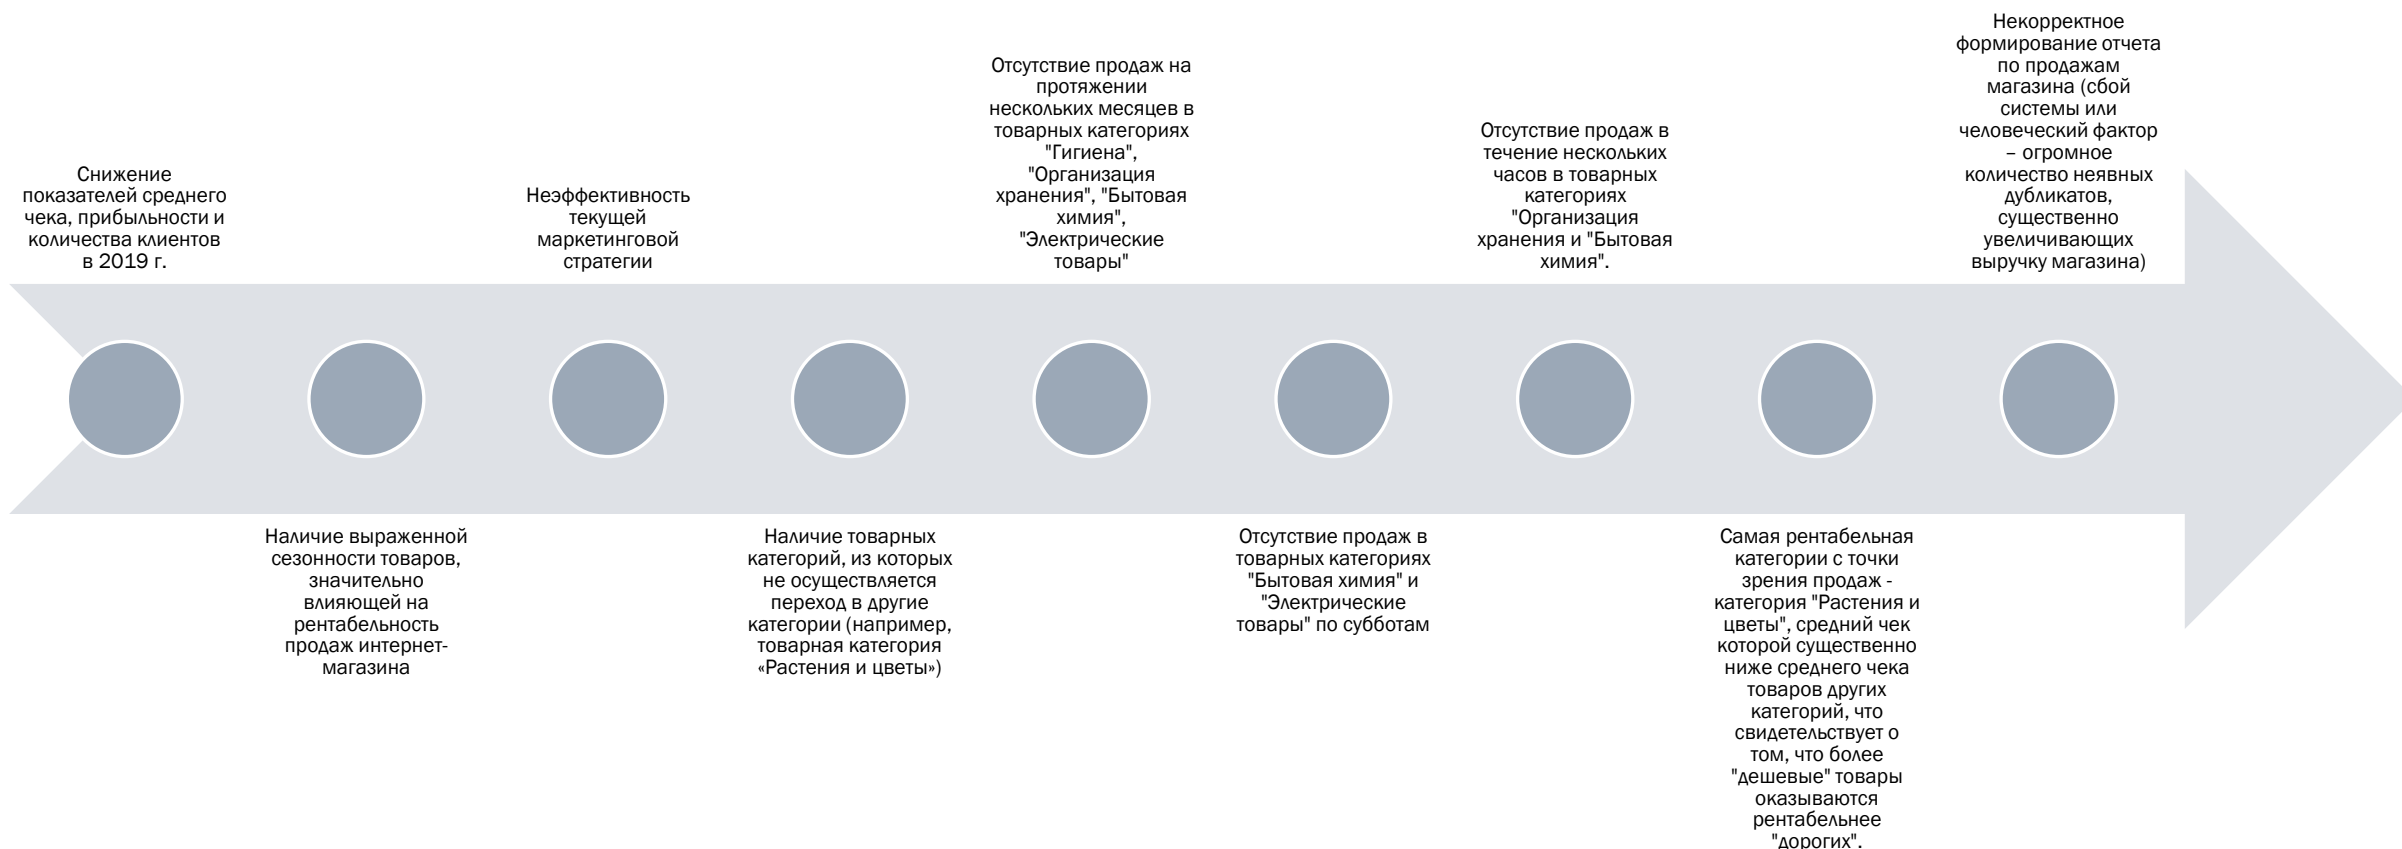 Снижение
показателей среднего
чека, прибыльности и
количества клиентов
в 2019 г.
Наличие выраженной
сезонности товаров,
значительно
влияющей на
рентабельность
продаж интернет-
магазина
Неэффективность
текущей
маркетинговой
стратегии
Наличие товарных
категорий, из которых
не осуществляется
переход в другие
категории (например,
товарная категория
«Растения и цветы»)
Отсутствие продаж на
протяжении
нескольких месяцев в
товарных категориях
"Гигиена",
"Организация
хранения", "Бытовая
химия",
"Электрические
товары"
Отсутствие продаж в
товарных категориях
"Бытовая химия" и
"Электрические
товары" по субботам
Отсутствие продаж в
течение нескольких
часов в товарных
категориях
"Организация
хранения и "Бытовая
химия".
Самая рентабельная
категории с точки
зрения продаж -
категория "Растения и
цветы", средний чек
которой существенно
ниже среднего чека
товаров других
категорий, что
свидетельствует о
том, что более
"дешевые" товары
оказываются
рентабельнее
"дорогих".
Некорректное
формирование отчета
по продажам
магазина (сбой
системы или
человеческий фактор
– огромное
количество неявных
дубликатов,
существенно
увеличивающих
выручку магазина)